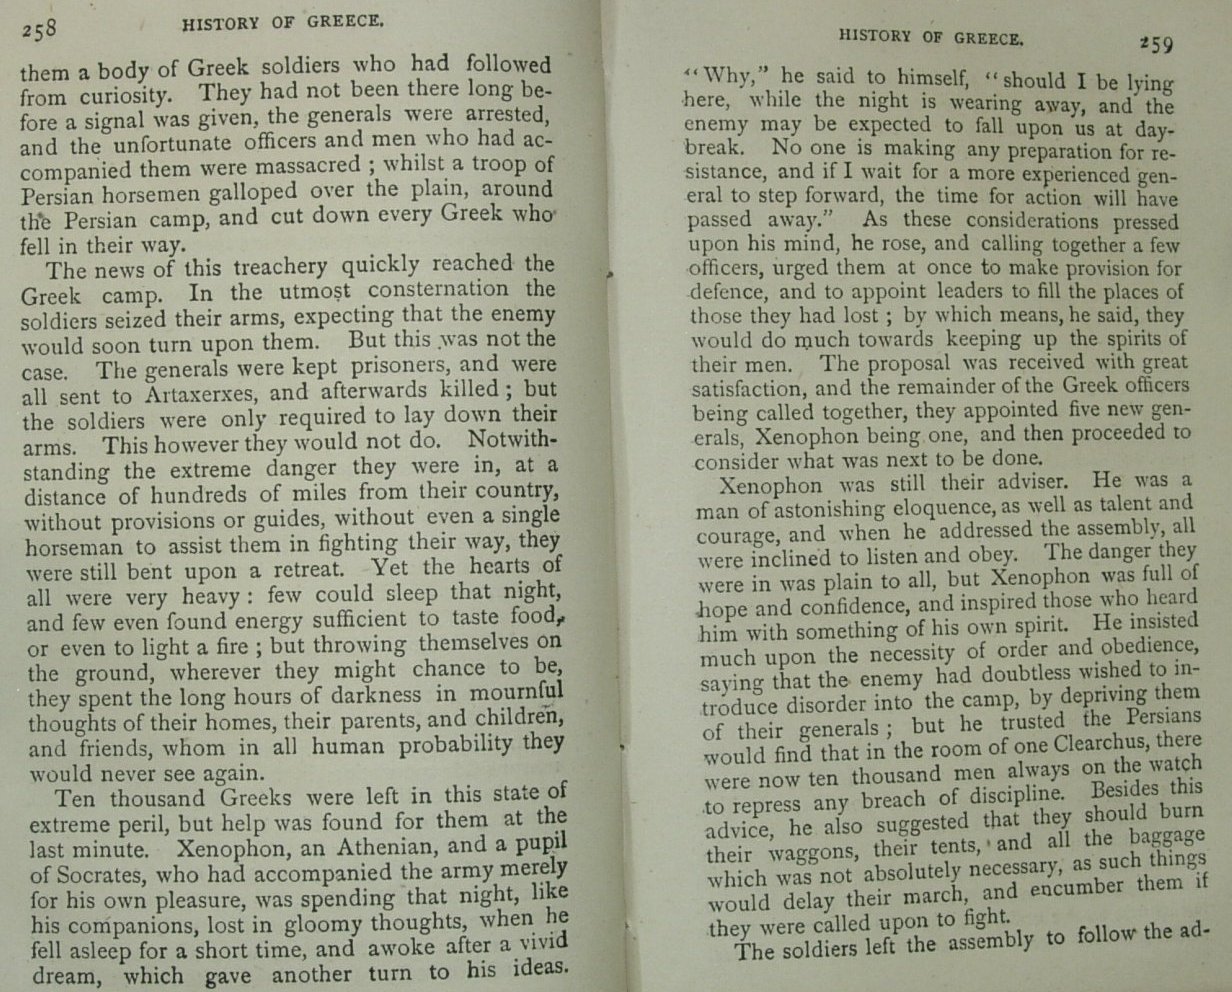 258
HISTORY OF GREECE.
them a body of Greek soldiers who had followed
from curiosity. They had not been there long be-
fore a signal was given, the generals were arrested,
and the unfortunate officers and men who had ac-
companied them were massacred ; whilst a troop of
Persian horsemen galloped over the plain, around
the Persian camp, and cut down every Greek who
fell in their way.
The news of this treachery quickly reached the
Greek camp. In the utmost consternation the
soldiers seized their arms, expecting that the enemy
would soon turn upon them. But this was not the
case. The generals were kept prisoners, and were
all sent to Artaxerxes, and afterwards killed ; but
the soldiers were only required to lay down their
arms. This however they would not do. Notwith-
standing the extreme danger they were in, at a
distance of hundreds of miles from their country,
without provisions or guides, without even a single
horseman to assist them in fighting their way, they
were still bent upon a retreat. Yet the hearts of
all were very heavy : few could sleep that night,
and few even found energy sufficient to taste food,
or even to light a fire ; but throwing themselves on
the ground, wherever they might chance to be,
they spent the long hours of darkness in mournful
thoughts of their homes, their parents, and children,
and friends, whom in all human probability they
would never see again.
Ten thousand Greeks were left in this state of
extreme peril, but help was found for them at the
last minute. Xenophon, an Athenian, and a pupil
of Socrates, who had accompanied the army merely
for his own pleasure, was spending that night, like
his companions, lost in gloomy thoughts, when he
fell asleep for a short time, and awoke after a vivid
dream, which gave another turn to his ideas.
HISTORY OF GREECE.
259
“Why,” he said to himself, “should I be lying
here, while the night is wearing away, and the
enemy may be expected to fall upon us at day-
break. No one is making any preparation for re-
sistance, and if I wait for a more experienced gen-
eral to step forward, the time for action will have
passed away.” As these considerations pressed
upon his mind, he rose, and calling together a few
officers, urged them at once to make provision for
defence, and to appoint leaders to fill the places of
those they had lost ; by which means, he said, they
would do much towards keeping up the spirits of
their men. The proposal was received with great
satisfaction, and the remainder of the Greek officers
being called together, they appointed five new gen-
erals, Xenophon being one, and then proceeded to
consider what was next to be done.
Xenophon was still their adviser. He was a
man of astonishing eloquence, as well as talent and
courage, and when he addressed the assembly, all
were inclined to listen and obey. The danger they
were in was plain to all, but Xenophon was full of
hope and confidence, and inspired those who heard
him with something of his own spirit. He insisted
much upon the necessity of order and obedience,
saying that the enemy had doubtless wished to in-
troduce disorder into the camp, by depriving them
of their generals ; but he trusted the Persians
would find that in the room of one Clearchus, there
were now ten thousand men always on the watch
to repress any breach of discipline. Besides this
advice, he also suggested that they should burn
their waggons, their tents, and all the baggage
which was not absolutely necessary, as such things
would delay their march, and encumber them if
they were called upon to fight.
The soldiers left the assembly to follow the ad-